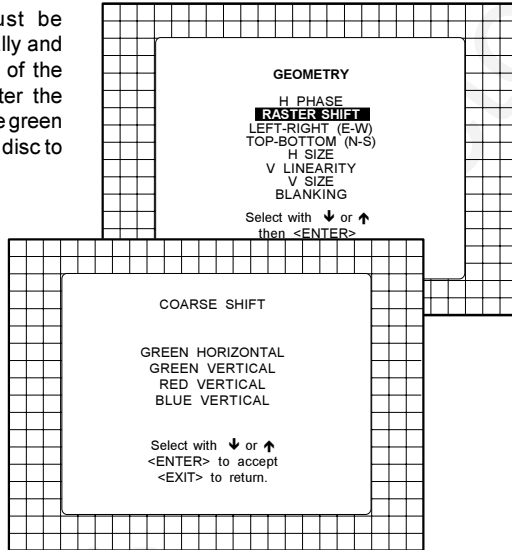 ust be
ally and
of the
ter the
e green
disc to
GEOMETRY
H PHASE
RASTER SHIFT
LEFT-RIGHT (E-W)
TOP-BOTTOM (N-S)
H SIZE
V LINEARITY
V SIZE
BLANKING
Select with ↓ or ↑
then <ENTER>
COARSE SHIFT
GREEN HORIZONTAL
GREEN VERTICAL
RED VERTICAL
BLUE VERTICAL
Select with ↓ or ↑
<ENTER> to accept
<EXIT> to return.